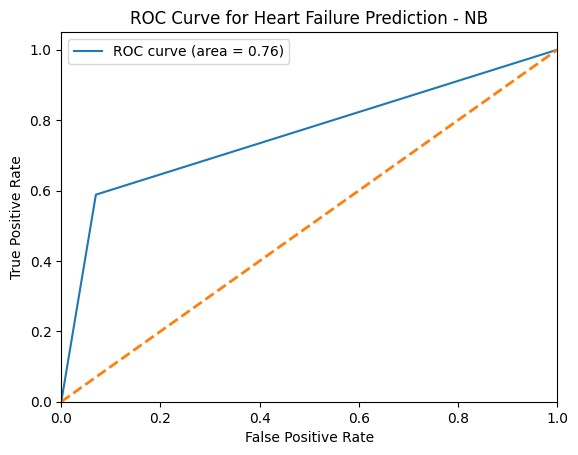 ROC Curve for Heart Failure Prediction - NB
ROC curve (area = 0.76)
True Positive Rate
1.0
0.8
0.6
0.4
0.2
0.0
0.0 0.2 0.4 0.6 0.8 1.0
False Positive Rate